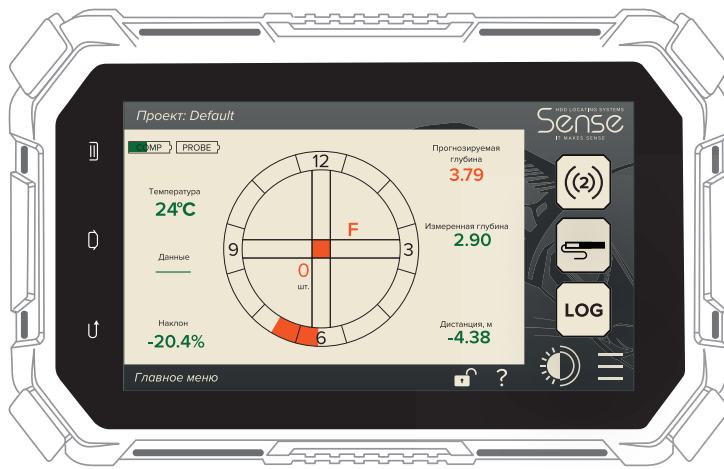 Проект: Default
HDD LOCATING SYSTEMS
Sense
IT MAKES SENSE
COMP
PROBE
12
Прогнозируемая
глубина
3.79
(2)
Температура
24°C
F
Измеренная глубина
2.90
9
3
Данные
0
шт.
LOG
Наклон
-20.4%
6
Дистанция, м
-4.38
Главное меню
?